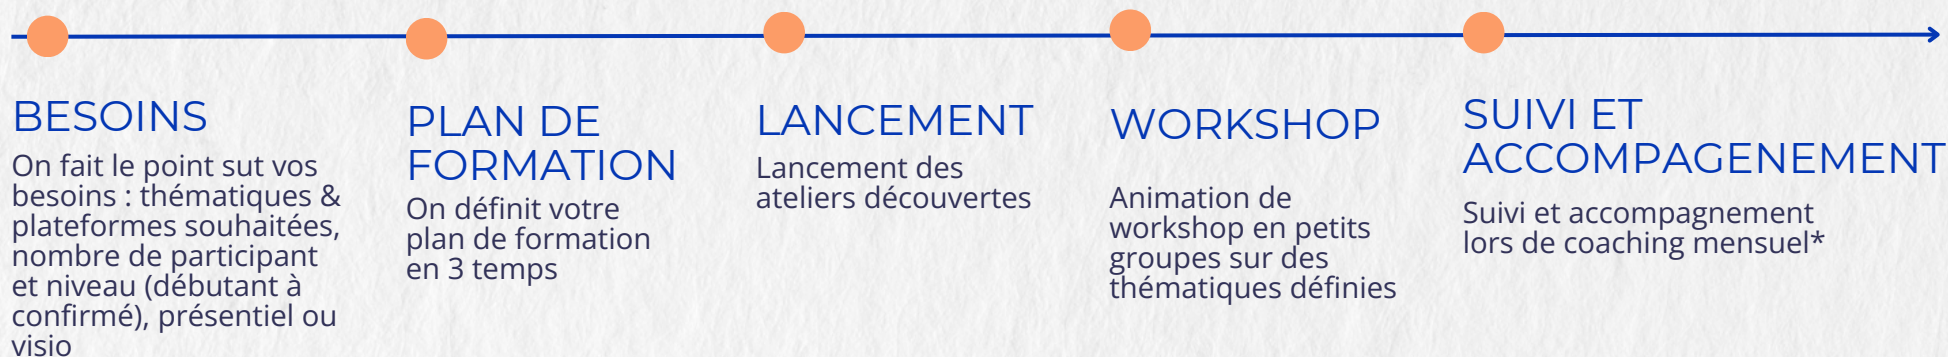 BESOINS
On fait le point sut vos
besoins : thématiques &
plateformes souhaitées,
nombre de participant
et niveau (débutant à
confirmé), présentiel ou
visio
PLAN DE
FORMATION
On définit votre
plan de formation
en 3 temps
LANCEMENT
Lancement des
ateliers découvertes
WORKSHOP
Animation de
workshop en petits
groupes sur des
thématiques définies
SUIVI ET
ACCOMPAGENEMENT
Suivi et accompagnement
lors de coaching mensuel*